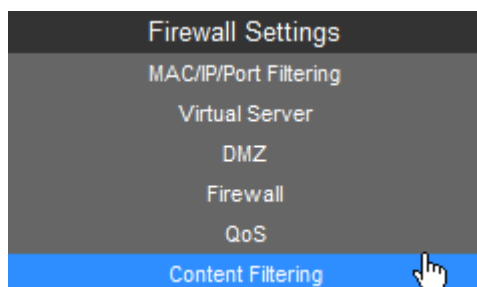 Firewall Settings
MAC/IP/Port Filtering
Virtual Server
DMZ
Firewall
QoS
Content Filtering